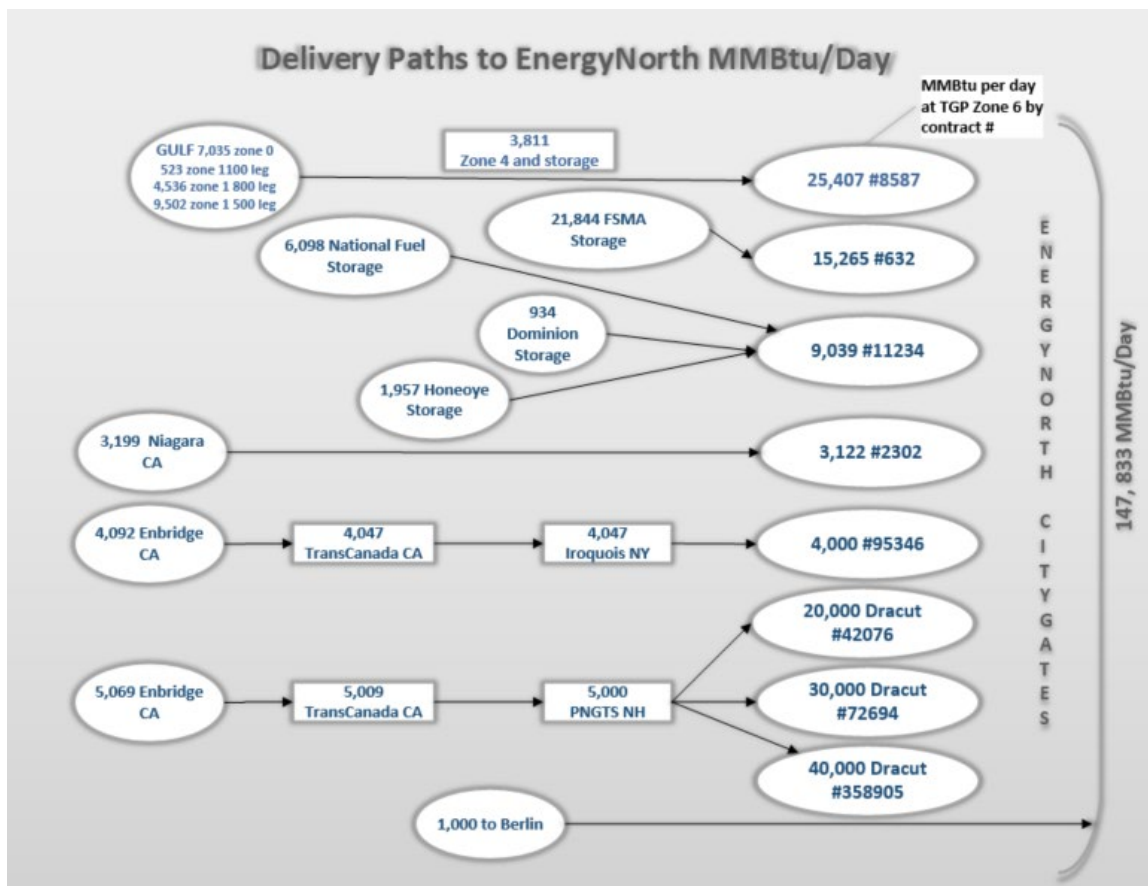 Delivery Paths to EnergyNorth MMBtu/Day
MMBtu per day
at TGP Zone 6 by
contract #
GULF 7,035 zone 0
523 zone 1100 leg
4,536 zone 1 800 leg
9,502 zone 1 500 leg
3,811
Zone 4 and storage
25,407 #8587
21,844 FSMA
Storage
15,265 #632
6,098 National Fuel
Storage
934
Dominion
Storage
9,039 #11234
1,957 Honeoye
Storage
3,199 Niagara
CA
3,122 #2302
4,092 Enbridge
CA
4,047
TransCanada CA
4,047
Iroquois NY
4,000 #95346
20,000 Dracut
#42076
5,069 Enbridge
CA
5,009
TransCanada CA
5,000
PNGTS NH
30,000 Dracut
#72694
40,000 Dracut
#358905
1,000 to Berlin
ENERGYNORTH CITYGATES
147, 833 MMBtu/Day